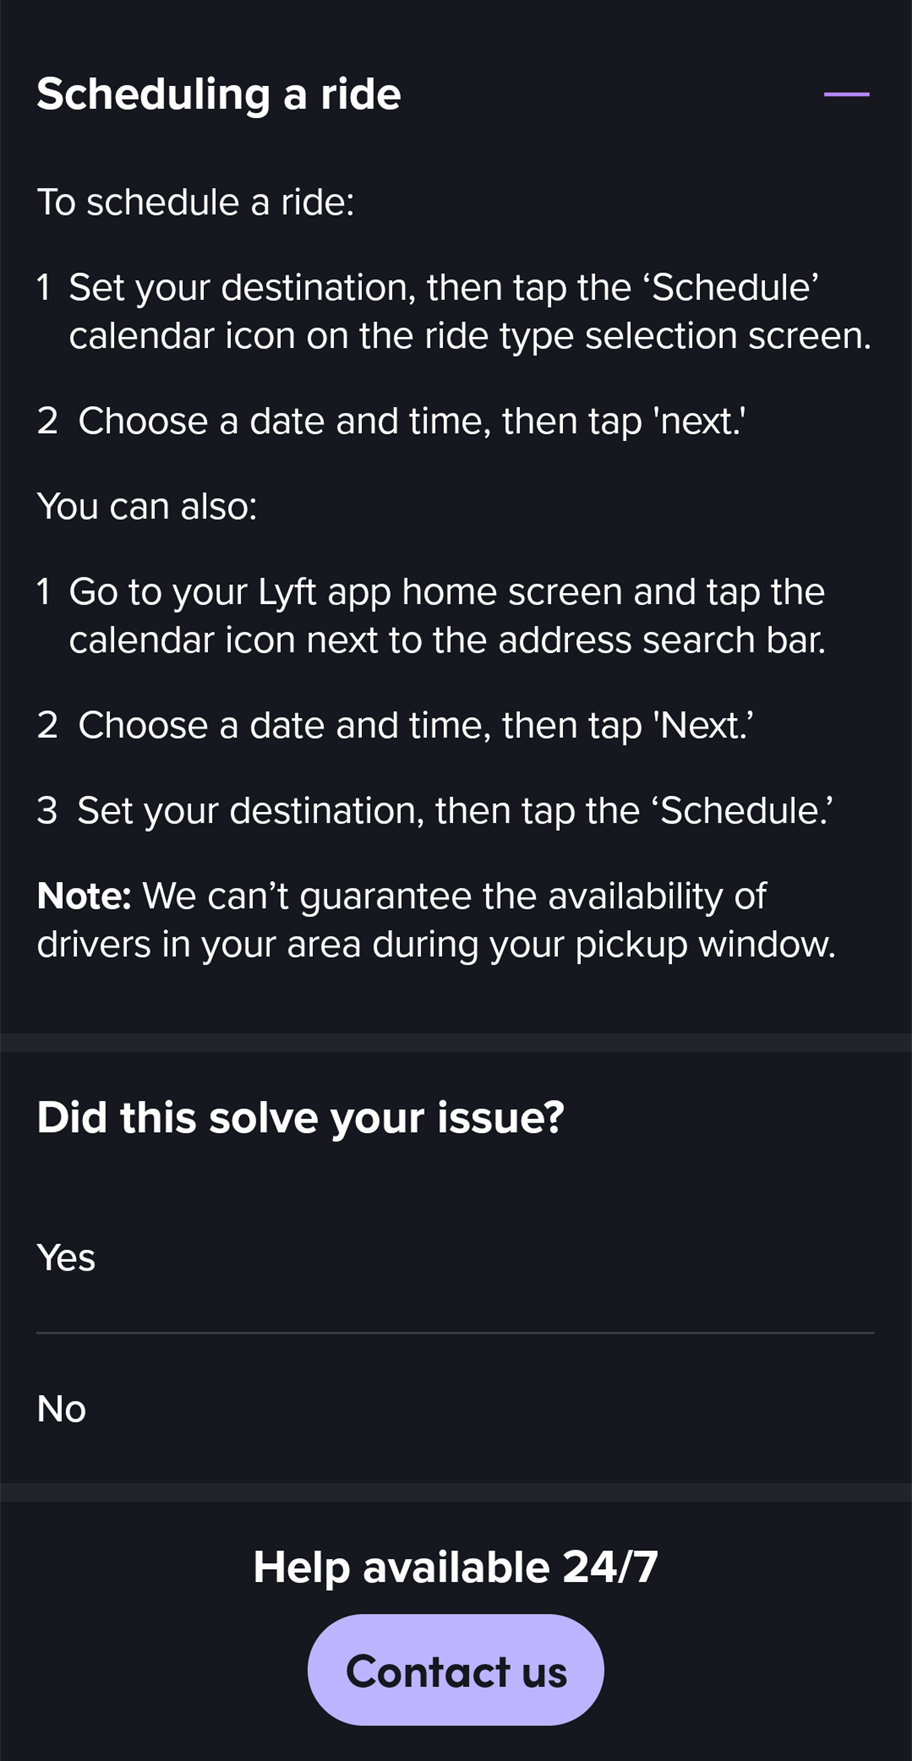 Scheduling a ride
To schedule a ride:
1 Set your destination, then tap the ‘Schedule’
calendar icon on the ride type selection screen.
2 Choose a date and time, then tap 'next.'
You can also:
1 Go to your Lyft app home screen and tap the
calendar icon next to the address search bar.
2 Choose a date and time, then tap 'Next.’
3 Set your destination, then tap the ‘Schedule.’
Note: We can’t guarantee the availability of
drivers in your area during your pickup window.
Did this solve your issue?
Yes
No
Help available 24/7
Contact us